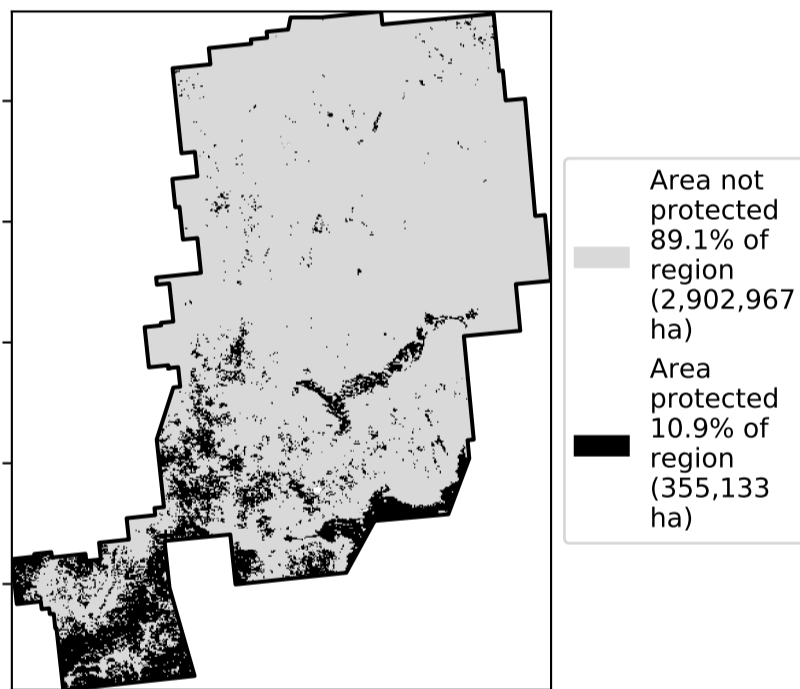 Area not
protected
89.1% of
region
(2,902,967
ha)
Area
protected
10.9% of
region
(355,133
ha)